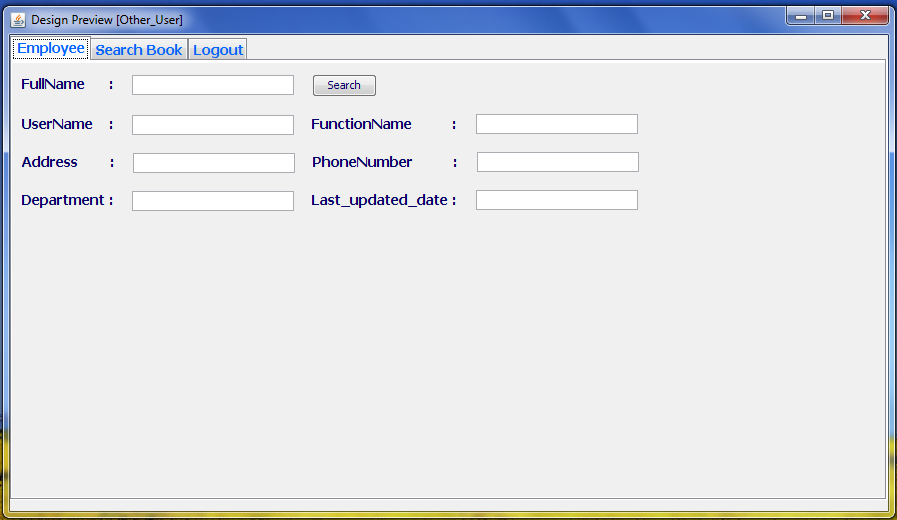 Design Preview [Other_User]
Employee Search Book Logout
FullName : Search
UserName : FunctionName :
Address : PhoneNumber :
Department : Last_updated_date :